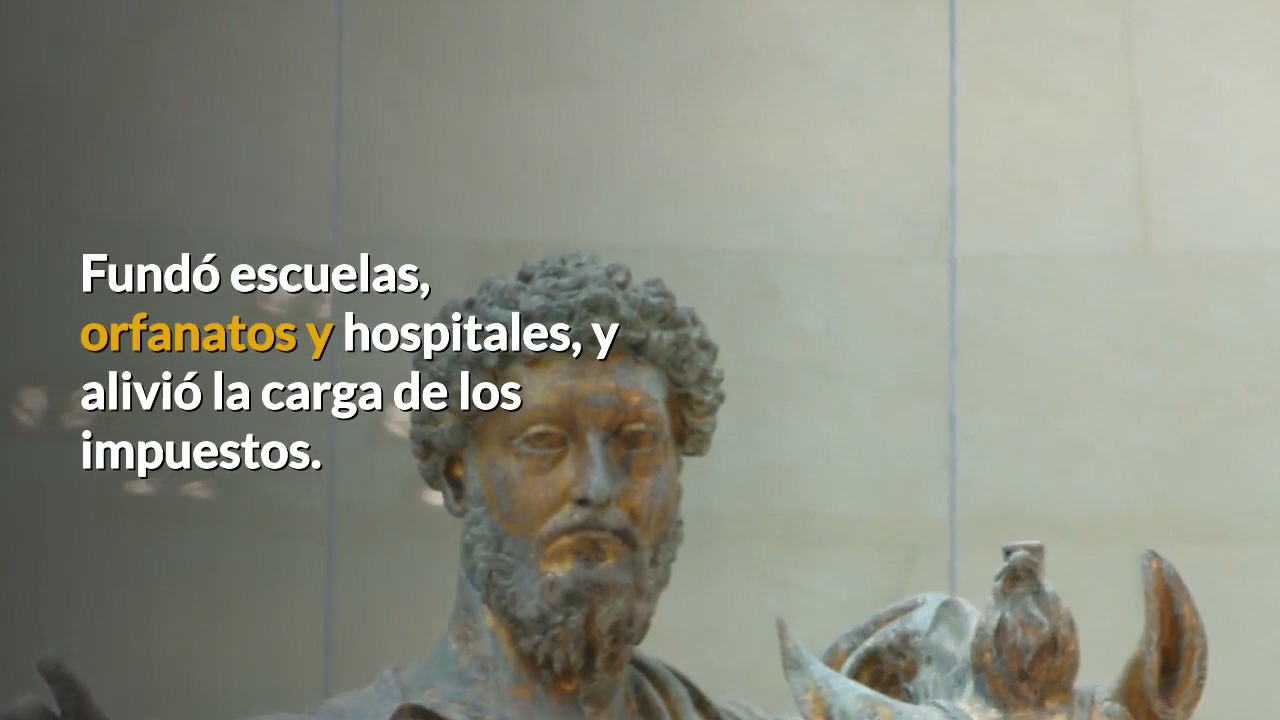 Fundó escuelas,
orfanatos y hospitales, y
alivió la carga de los
impuestos.